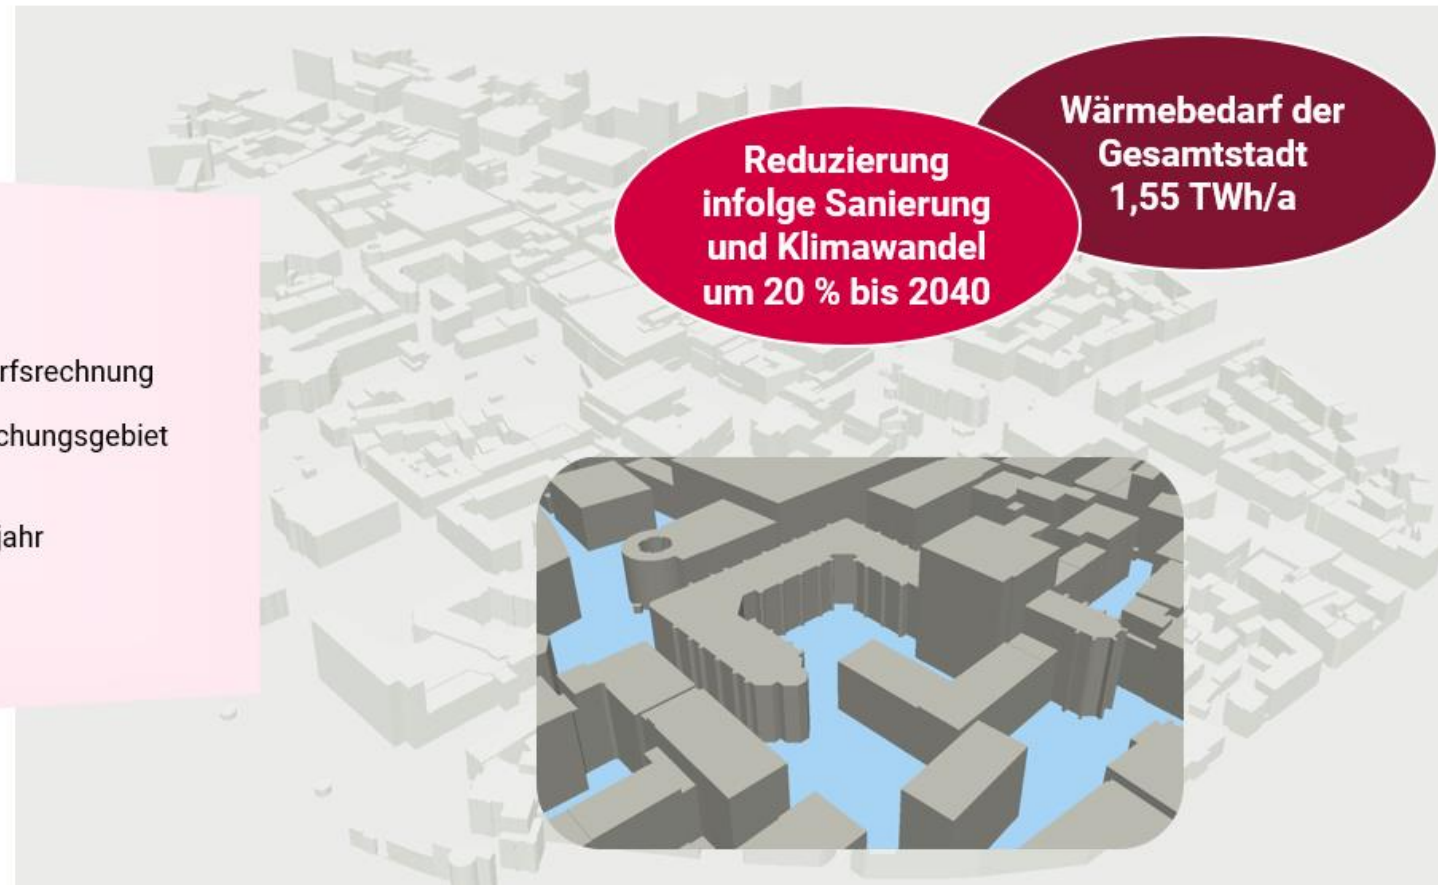 Wärmebedarf der
Gesamtstadt
1,55 TWh/a
Reduzierung
infolge Sanierung
und Klimawandel
um 20 % bis 2040
rfsrechnung
chungsgebiet
jahr